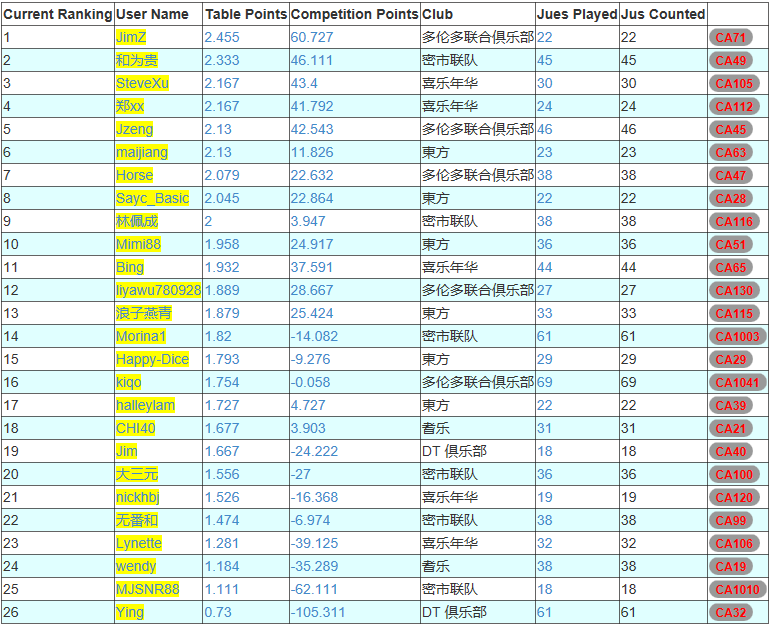 Current Ranking User Name Table Points Competition Points Club Jues Played Jus Counted
1 JimZ 2.455 60.727 多伦多联合俱乐部 22 22 CA71
2 和为贵 2.333 46.111 密市联队 45 45 CA49
3 SteveXu 2.167 43.4 喜乐年华 30 30 CA105
4 郑xx 2.167 41.792 喜乐年华 24 24 CA112
5 Jzeng 2.13 42.543 多伦多联合俱乐部 46 46 CA45
6 maijiang 2.13 11.826 東方 23 23 CA63
7 Horse 2.079 22.632 多伦多联合俱乐部 38 38 CA47
8 Sayc_Basic 2.045 22.864 東方 22 22 CA28
9 林佩成 2 3.947 密市联队 38 38 CA116
10 Mimi88 1.958 24.917 東方 36 36 CA51
11 Bing 1.932 37.591 喜乐年华 44 44 CA65
12 liyawu780928 1.889 28.667 多伦多联合俱乐部 27 27 CA130
13 浪子燕青 1.879 25.424 東方 33 33 CA115
14 Morina1 1.82 -14.082 密市联队 61 61 CA1003
15 Happy-Dice 1.793 -9.276 東方 29 29 CA29
16 kiqo 1.754 -0.058 多伦多联合俱乐部 69 69 CA1041
17 halleylam 1.727 4.727 東方 22 22 CA39
18 CHI40 1.677 3.903 耆乐 31 31 CA21
19 Jim 1.667 -24.222 DT 俱乐部 18 18 CA40
20 大三元 1.556 -27 密市联队 36 36 CA100
21 nickhbj 1.526 -16.368 喜乐年华 19 19 CA120
22 无番和 1.474 -6.974 密市联队 38 38 CA99
23 Lynette 1.281 -39.125 喜乐年华 32 32 CA106
24 wendy 1.184 -35.289 耆乐 38 38 CA19
25 MJSNR88 1.111 -62.111 密市联队 18 18 CA1010
26 Ying 0.73 -105.311 DT 俱乐部 61 61 CA32